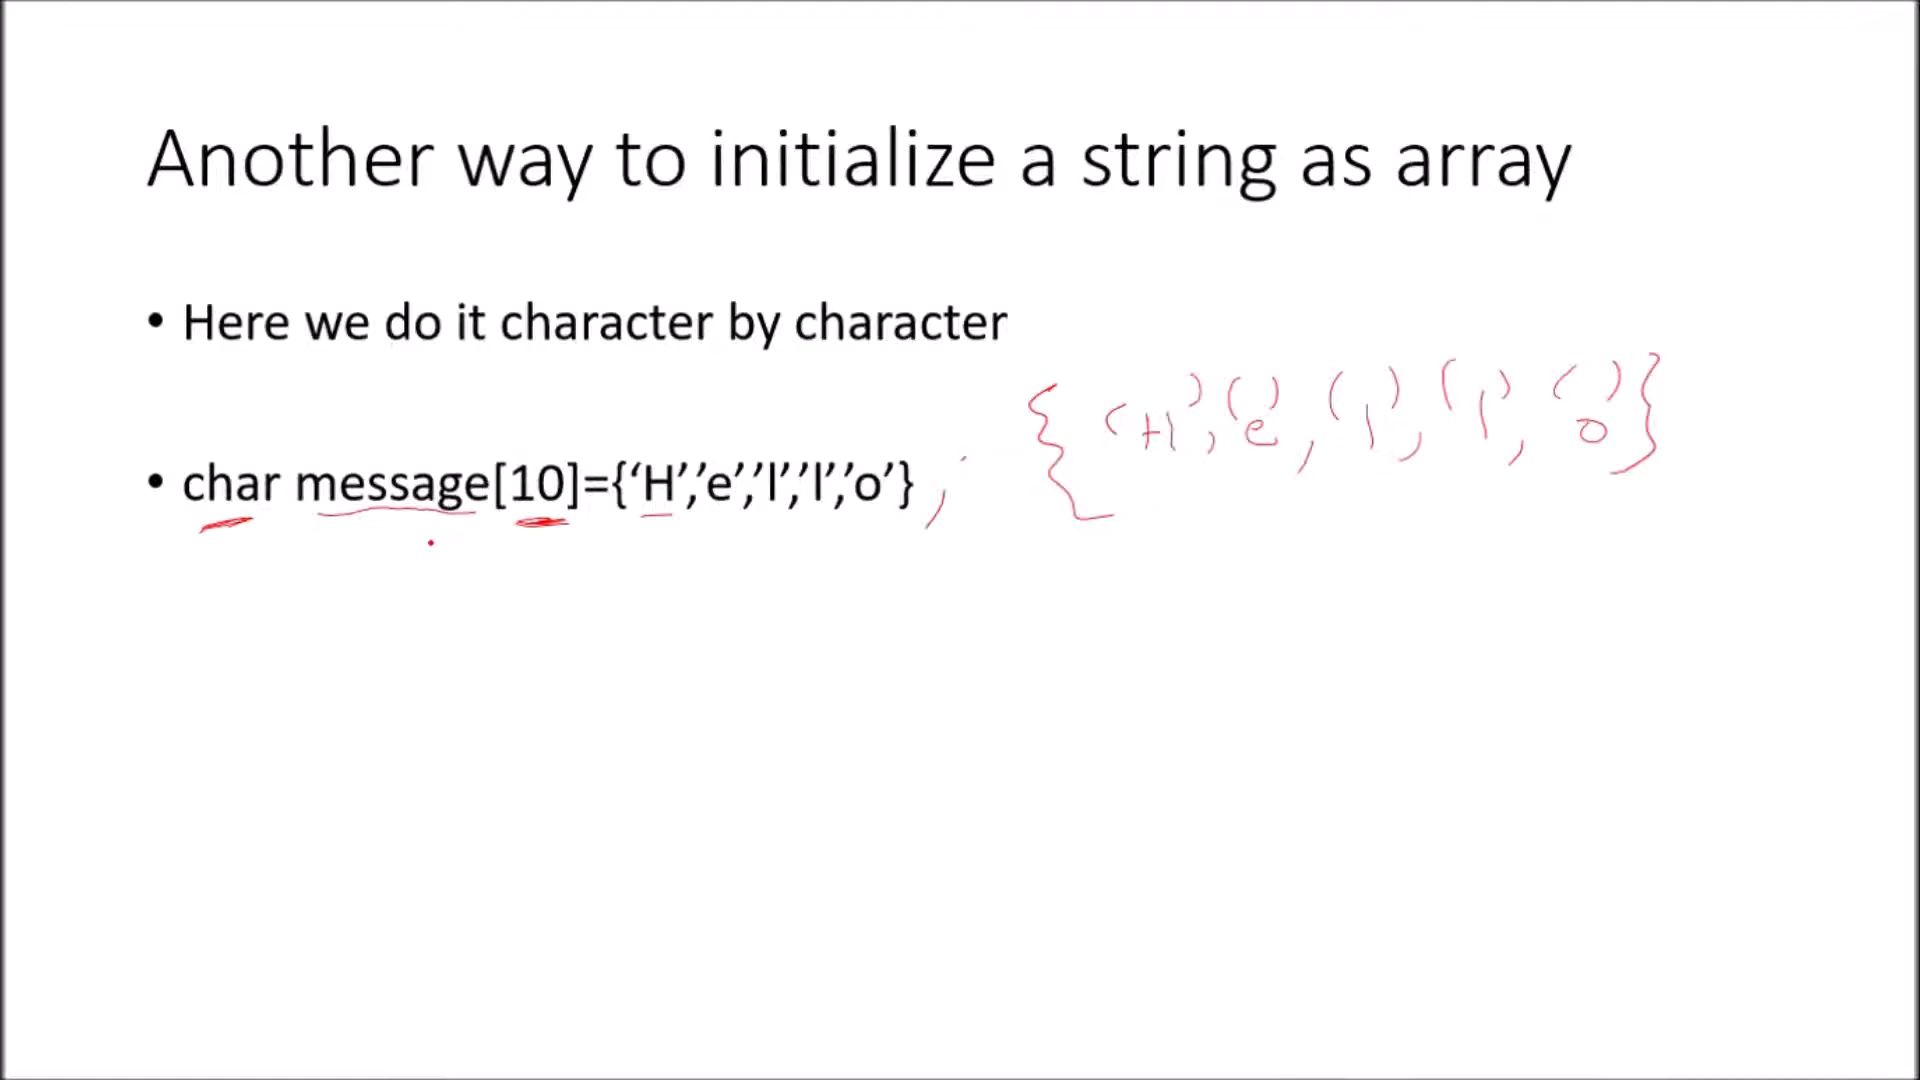 Another way to initialize a string as array
• Here we do it character by character
{ 'H', 'e', 'l', 'l', 'o' }
• char message[10]={‘H’,’e’,’l’,’l’,’o’} ;